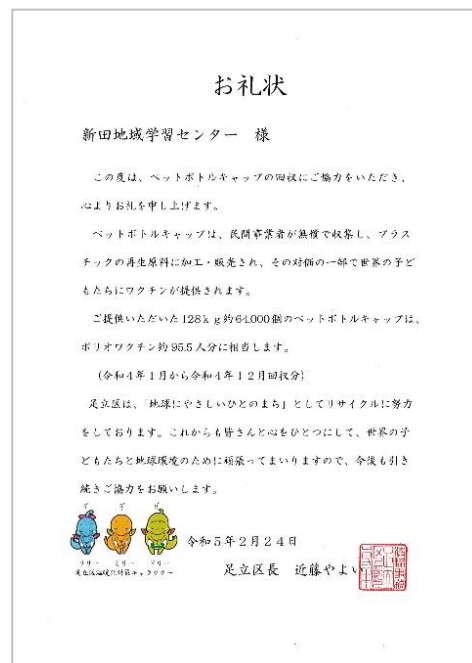 お礼状
新田地域学習センター 様
この度は、ペットボトルキャップの回収にご協力をいただき、
心よりお礼を申し上げます。
ペットボトルキャップは、民間事業者が無償で収集し、プラス
チックの再生原料に加工・販売され、その対価の一部で世界の子ど
もたちにワクチンが提供されます。
ご提供いただいた128kg約64,000個のペットボトルキャップは、
ポリオワクチン約95.5人分に相当します。
(令和4年1月から令和4年12月回収分)
足立区は、「地球にやさしいひとのまち」としてリサイクルに努力
をしております。これからも皆さんと心をひとつにして、世界の子
どもたちと地球環境のために頑張ってまいりますので、今後も引き
続きご協力をお願いします。
令和5年2月24日
足立区長 近藤やよい